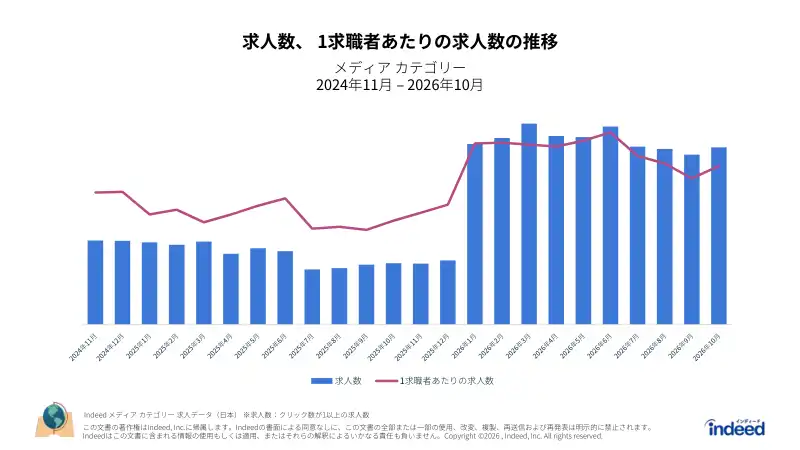 求人数、 1求職者あたりの求人数の推移
メディア カテゴリー
2024年11月 – 2026年10月
2024年11月
2024年12月
2025年1月
2025年2月
2025年3月
2025年4月
2025年5月
2025年6月
2025年7月
2025年8月
2025年9月
2025年10月
2025年11月
2025年12月
2026年1月
2026年2月
2026年3月
2026年4月
2026年5月
2026年6月
2026年7月
2026年8月
2026年9月
2026年10月
求人数
1求職者あたりの求人数
Indeed メディア カテゴリー 求人データ（日本） ※求人数：クリック数が1以上の求人数
この文書の著作権はIndeed, Inc.に帰属します。Indeedの書面による同意なしに、この文書の全部または一部の使用、改変、複製、再送信および再発表は明示的に禁止されます。
Indeedはこの文書に含まれる情報の使用もしくは適用、またはそれらの解釈によるいかなる責任も負いません。Copyright ©2026 , Indeed, Inc. All rights reserved.
インディード
indeed